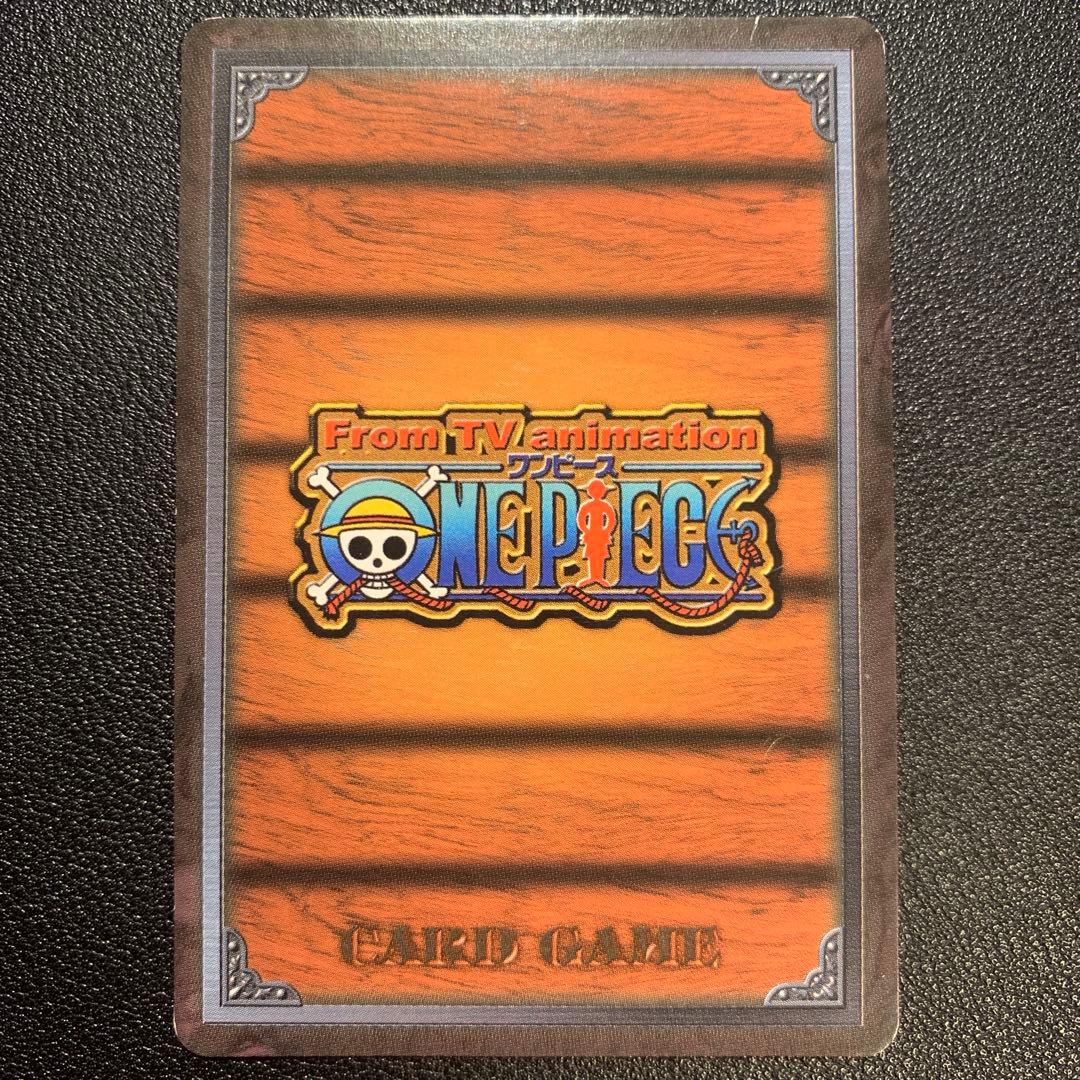 From TV animation
ワンピース
ONE PIECE
CARD GAME